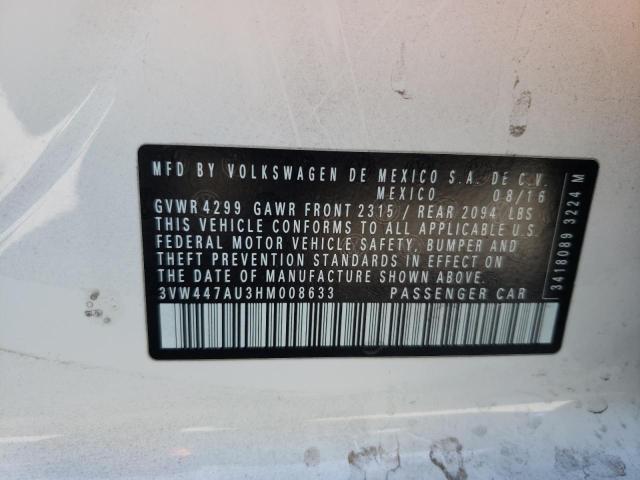 MFD BY VOLKSWAGEN DE MEXICO S.A. DE C.V.
MEXICO 08/16
GVWR 4299 GAWR FRONT 2315 / REAR 2094 LBS
THIS VEHICLE CONFORMS TO ALL APPLICABLE U.S.
FEDERAL MOTOR VEHICLE SAFETY, BUMPER AND
THEFT PREVENTION STANDARDS IN EFFECT ON
THE DATE OF MANUFACTURE SHOWN ABOVE.
3VW447AU3HM008633 PASSENGER CAR
3418089 3224 M